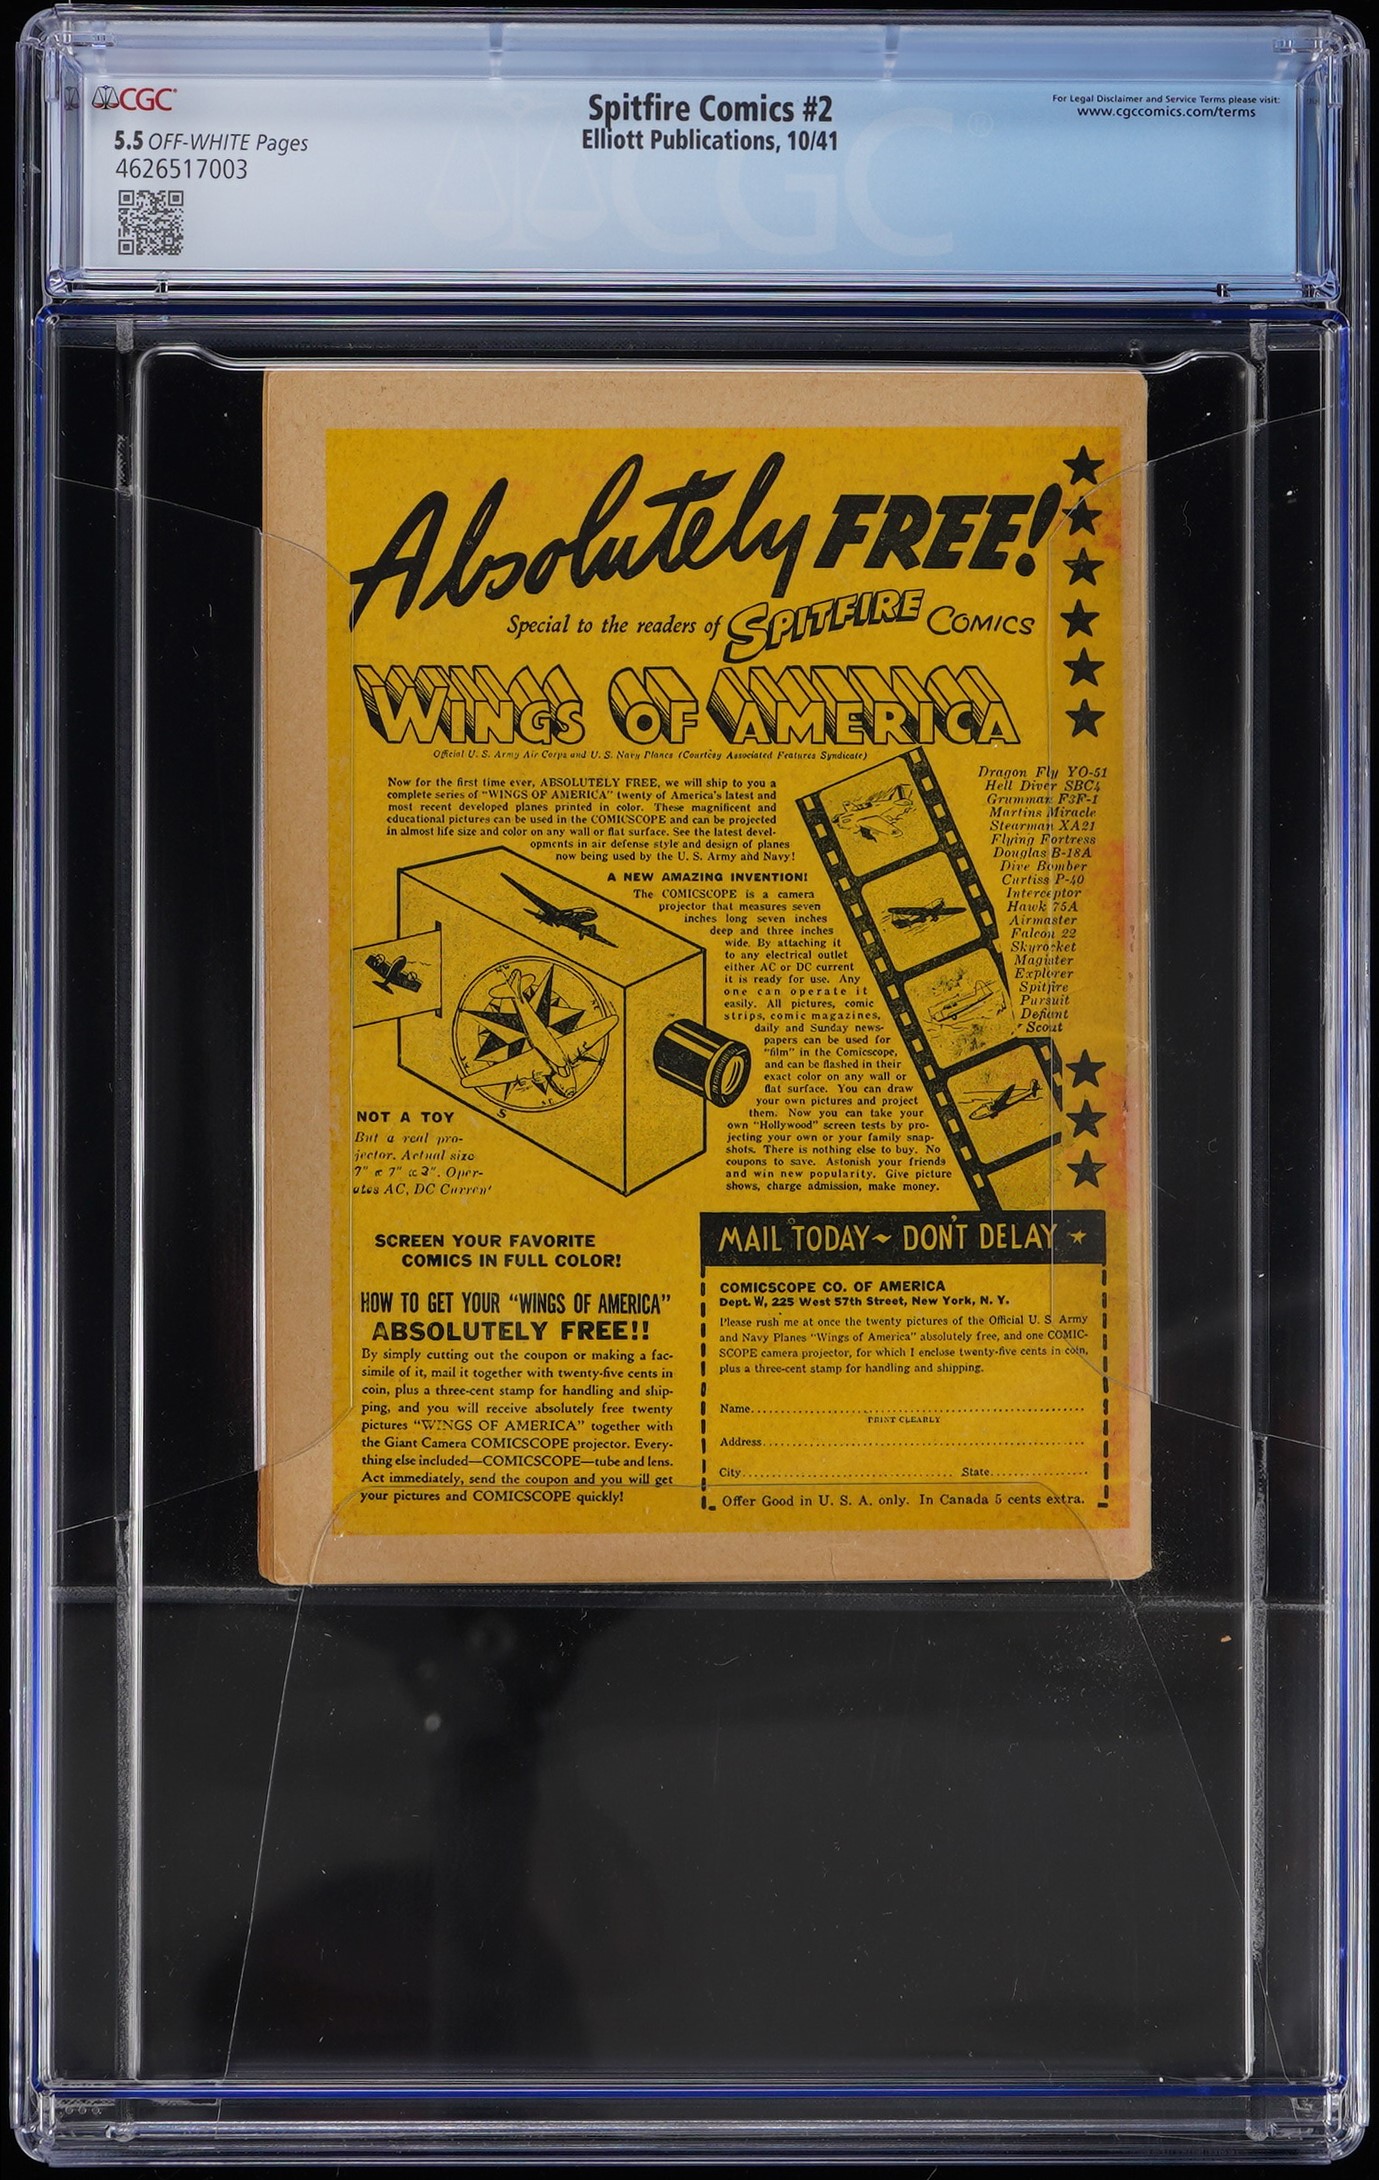 CGC
5.5 OFF-WHITE Pages
4626517003
Spitfire Comics #2
Elliott Publications, 10/41
For Legal Disclaimer and Service Terms please visit:
www.cgccomics.com/terms
CGC
Absolutely FREE!
Special to the readers of SPITFIRE COMICS
WINGS OF AMERICA
Official U. S. Army Air Corps and U. S. Navy Planes (Courtesy Associated Features Syndicate)
Now for the first time ever, ABSOLUTELY FREE, we will ship to you a
complete series of "WINGS OF AMERICA" twenty of America's latest and
most recent developed planes printed in color. These magnificent and
educational pictures can be used in the COMICSCOPE and can be projected
in almost life size and color on any wall or flat surface. See the latest devel-
opments in air defense style and design of planes
now being used by the U. S. Army and Navy!
A NEW AMAZING INVENTION!
The COMICSCOPE is a camera
projector that measures seven
inches long seven inches
deep and three inches
wide. By attaching it
to any electrical outlet
either AC or DC current
it is ready for use. Any
one can operate it
easily. All pictures, comic
strips, comic magazines,
daily and Sunday news-
papers can be used for
"film" in the Comicscope,
and can be flashed in their
exact color on any wall or
flat surface. You can draw
your own pictures and project
them. Now you can take your
own "Hollywood" screen tests by pro-
jecting your own or your family snap-
shots. There is nothing else to buy. No
coupons to save. Astonish your friends
and win new popularity. Give picture
shows, charge admission, make money.
Dragon Fly YO-51
Hell Diver SBC4
Grumman F3F-1
Martins Miracle
Stearman XA21
Flying Fortress
Douglas B-18A
Dive Bomber
Curtiss P-40
Interceptor
Hawk 75A
Airmaster
Falcon 22
Skyrocket
Magister
Explorer
Spitfire
Pursuit
Defiant
Scout
S
NOT A TOY
But a real pro-
jector. Actual size
7" x 7" x 3". Oper-
ates AC, DC Current
SCREEN YOUR FAVORITE
COMICS IN FULL COLOR!
HOW TO GET YOUR "WINGS OF AMERICA"
ABSOLUTELY FREE!!
By simply cutting out the coupon or making a fac-
simile of it, mail it together with twenty-five cents in
coin, plus a three-cent stamp for handling and ship-
ping, and you will receive absolutely free twenty
pictures "WINGS OF AMERICA" together with
the Giant Camera COMICSCOPE projector. Every-
thing else included—COMICSCOPE—tube and lens.
Act immediately, send the coupon and you will get
your pictures and COMICSCOPE quickly!
MAIL TODAY~ DON'T DELAY
COMICSCOPE CO. OF AMERICA
Dept. W, 225 West 57th Street, New York, N. Y.
Please rush me at once the twenty pictures of the Official U. S. Army
and Navy Planes "Wings of America" absolutely free, and one COMIC-
SCOPE camera projector, for which I enclose twenty-five cents in coin,
plus a three-cent stamp for handling and shipping.
Name
PRINT CLEARLY
Address
City State
Offer Good in U. S. A. only. In Canada 5 cents extra.